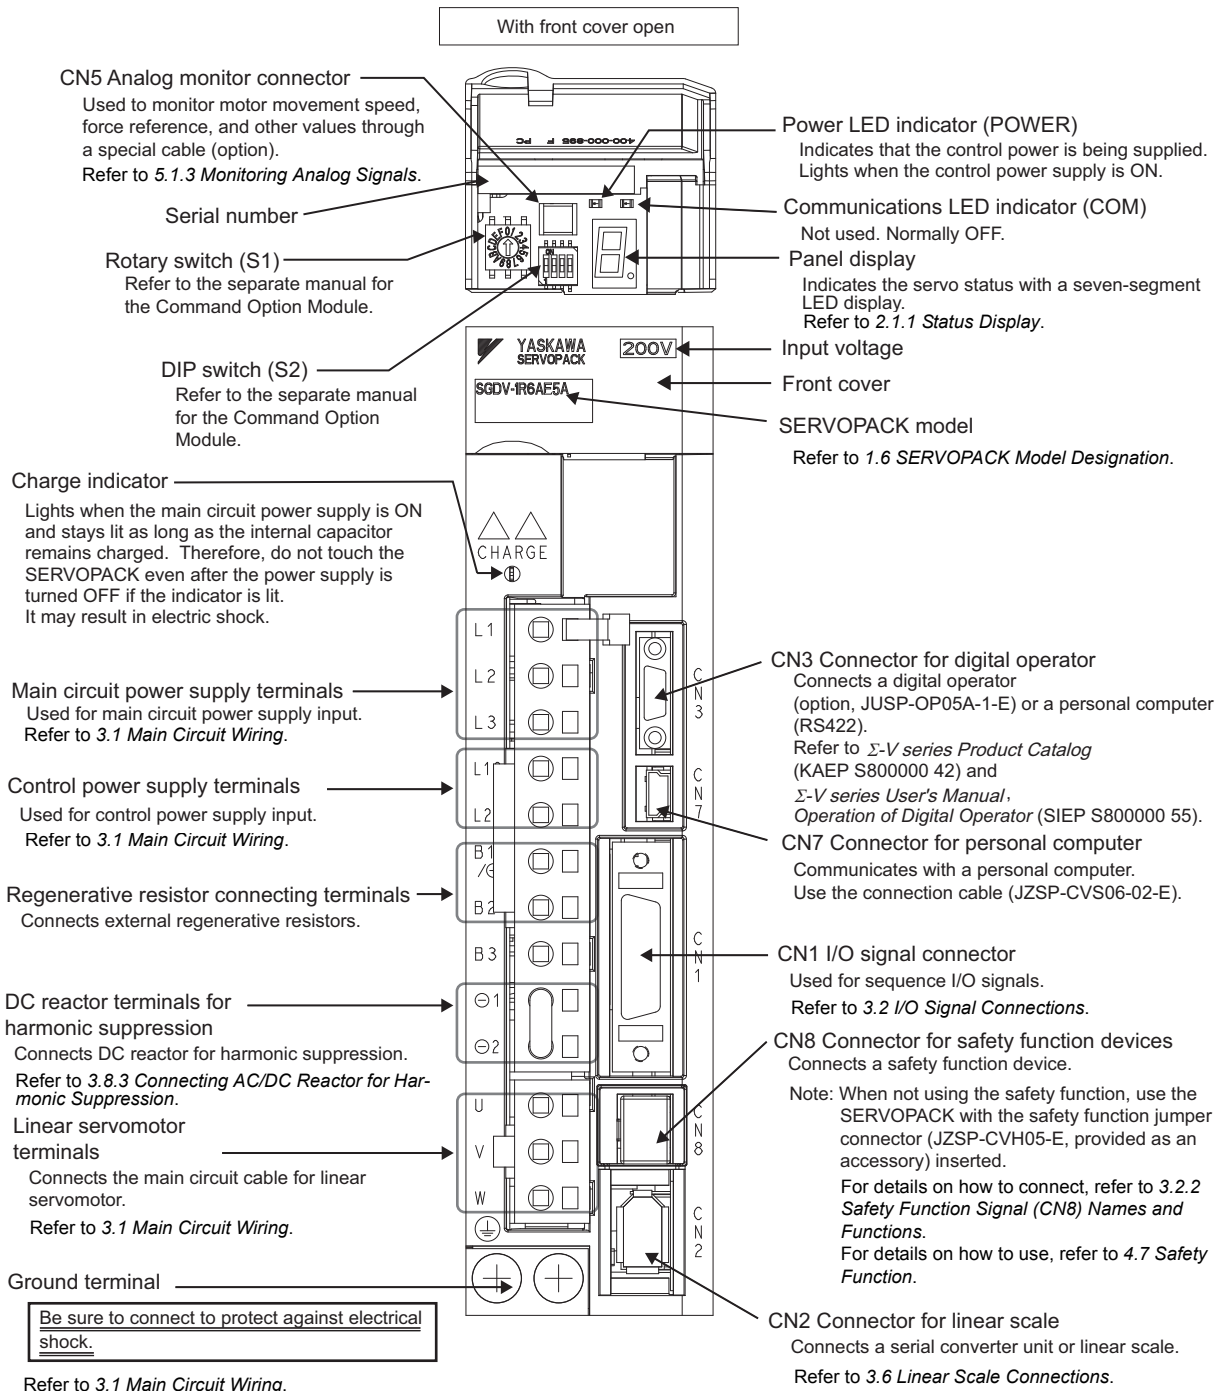 With front cover open
CN5 Analog monitor connector
Used to monitor motor movement speed,
force reference, and other values through
a special cable (option).
Refer to 5.1.3 Monitoring Analog Signals.
Serial number
Rotary switch (S1)
Refer to the separate manual for
the Command Option Module.
DIP switch (S2)
Refer to the separate manual
for the Command Option
Module.
Power LED indicator (POWER)
Indicates that the control power is being supplied.
Lights when the control power supply is ON.
Communications LED indicator (COM)
Not used. Normally OFF.
Panel display
Indicates the servo status with a seven-segment
LED display.
Refer to 2.1.1 Status Display.
Input voltage
Front cover
SERVOPACK model
Refer to 1.6 SERVOPACK Model Designation.
YASKAWA
SERVOPACK
200V
SGDV-1R6AE5A
Charge indicator
Lights when the main circuit power supply is ON
and stays lit as long as the internal capacitor
remains charged. Therefore, do not touch the
SERVOPACK even after the power supply is
turned OFF if the indicator is lit.
It may result in electric shock.
CHARGE
Main circuit power supply terminals
Used for main circuit power supply input.
Refer to 3.1 Main Circuit Wiring.
Control power supply terminals
Used for control power supply input.
Refer to 3.1 Main Circuit Wiring.
Regenerative resistor connecting terminals
Connects external regenerative resistors.
DC reactor terminals for
harmonic suppression
Connects DC reactor for harmonic suppression.
Refer to 3.8.3 Connecting AC/DC Reactor for Har-
monic Suppression.
Linear servomotor
terminals
Connects the main circuit cable for linear
servomotor.
Refer to 3.1 Main Circuit Wiring.
Ground terminal
Be sure to connect to protect against electrical
shock.
Refer to 3.1 Main Circuit Wiring.
L1
L2
L3
L1
L2
B1
B2
B3
⊖1
⊖2
U
V
W
CN3
CN7
CN1
CN8
CN2
CN3 Connector for digital operator
Connects a digital operator
(option, JUSP-OP05A-1-E) or a personal computer
(RS422).
Refer to Σ-V series Product Catalog
(KAEP S800000 42) and
Σ-V series User's Manual,
Operation of Digital Operator (SIEP S800000 55).
CN7 Connector for personal computer
Communicates with a personal computer.
Use the connection cable (JZSP-CVS06-02-E).
CN1 I/O signal connector
Used for sequence I/O signals.
Refer to 3.2 I/O Signal Connections.
CN8 Connector for safety function devices
Connects a safety function device.
Note: When not using the safety function, use the
SERVOPACK with the safety function jumper
connector (JZSP-CVH05-E, provided as an
accessory) inserted.
For details on how to connect, refer to 3.2.2
Safety Function Signal (CN8) Names and
Functions.
For details on how to use, refer to 4.7 Safety
Function.
CN2 Connector for linear scale
Connects a serial converter unit or linear scale.
Refer to 3.6 Linear Scale Connections.